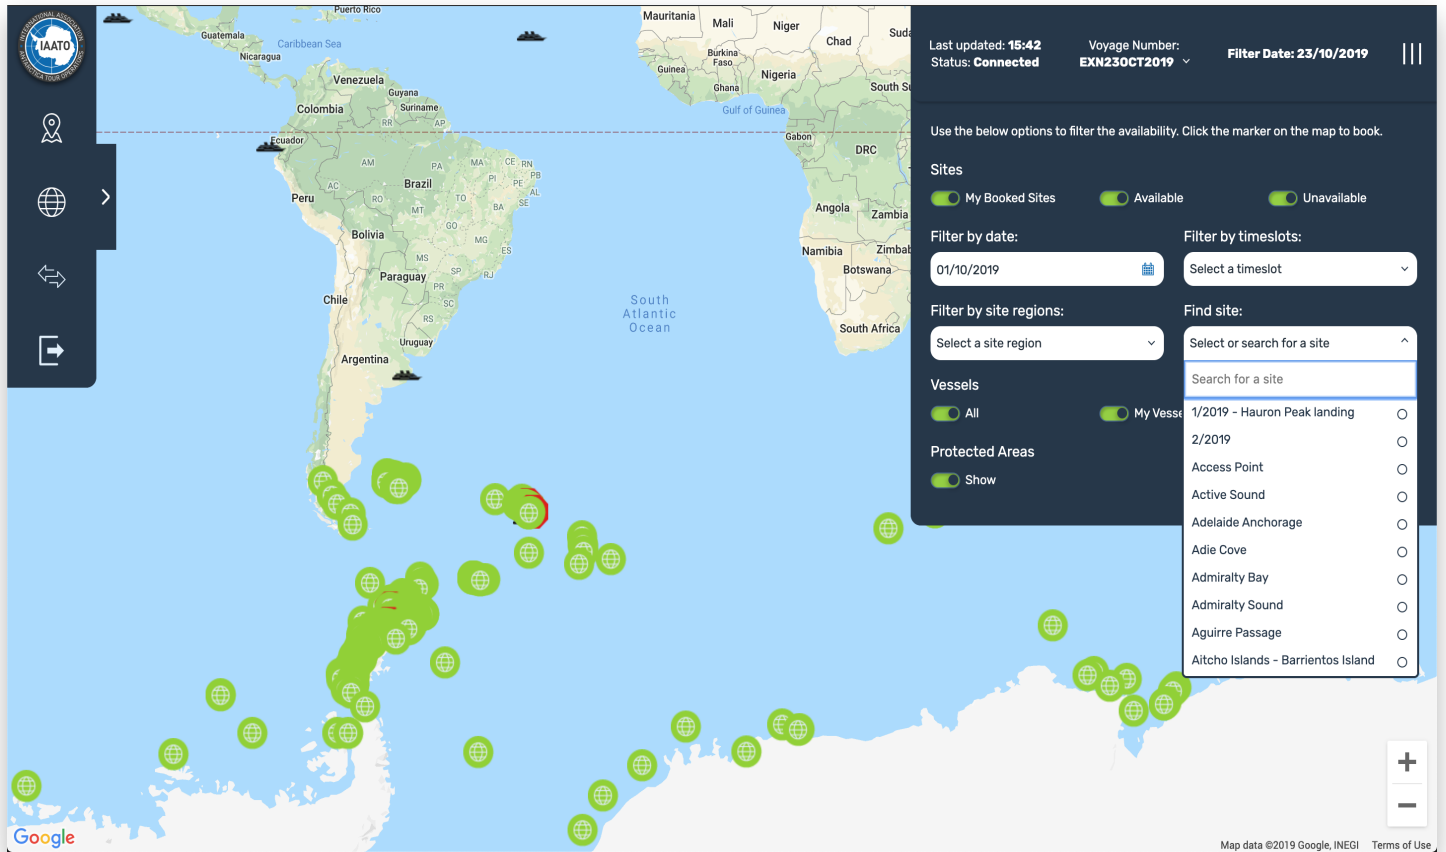 INTERNATIONAL ASSOCIATION
IAATO
ANTARCTICA TOUR OPERATORS
Puerto Rico
Guatemala
Caribbean Sea
Nicaragua
Venezuela
Guyana
Colombia
Suriname
RR
AP
Ecuador
AM
PA
MA
CE
RN
PB
PI
PE
AL
AC
Brazil
SE
Peru
RO
TO
BA
MT
GO
Bolivia
MG
ES
MS
SP
RJ
Paraguay
PR
Chile
SC
RS
Uruguay
Argentina
South
Atlantic
Ocean
Mauritania
Mali
Niger
Chad
Suda
Burkina
Faso
Guinea
Nigeria
Ghana
South S
Gulf of Guinea
Gabon
DRC
Angola
Zambia
Namibia
Zimbab
Botswana
South Africa
Last updated: 15:42
Status: Connected
Voyage Number:
EXN23OCT2019
Filter Date: 23/10/2019
Use the below options to filter the availability. Click the marker on the map to book.
Sites
My Booked Sites
Available
Unavailable
Filter by date:
Filter by timeslots:
01/10/2019
Select a timeslot
Filter by site regions:
Find site:
Select a site region
Select or search for a site
Search for a site
Vessels
All
My Vesse
Protected Areas
Show
1/2019 - Hauron Peak landing
2/2019
Access Point
Active Sound
Adelaide Anchorage
Adie Cove
Admiralty Bay
Admiralty Sound
Aguirre Passage
Aitcho Islands - Barrientos Island
Google
Map data ©2019 Google, INEGI
Terms of Use